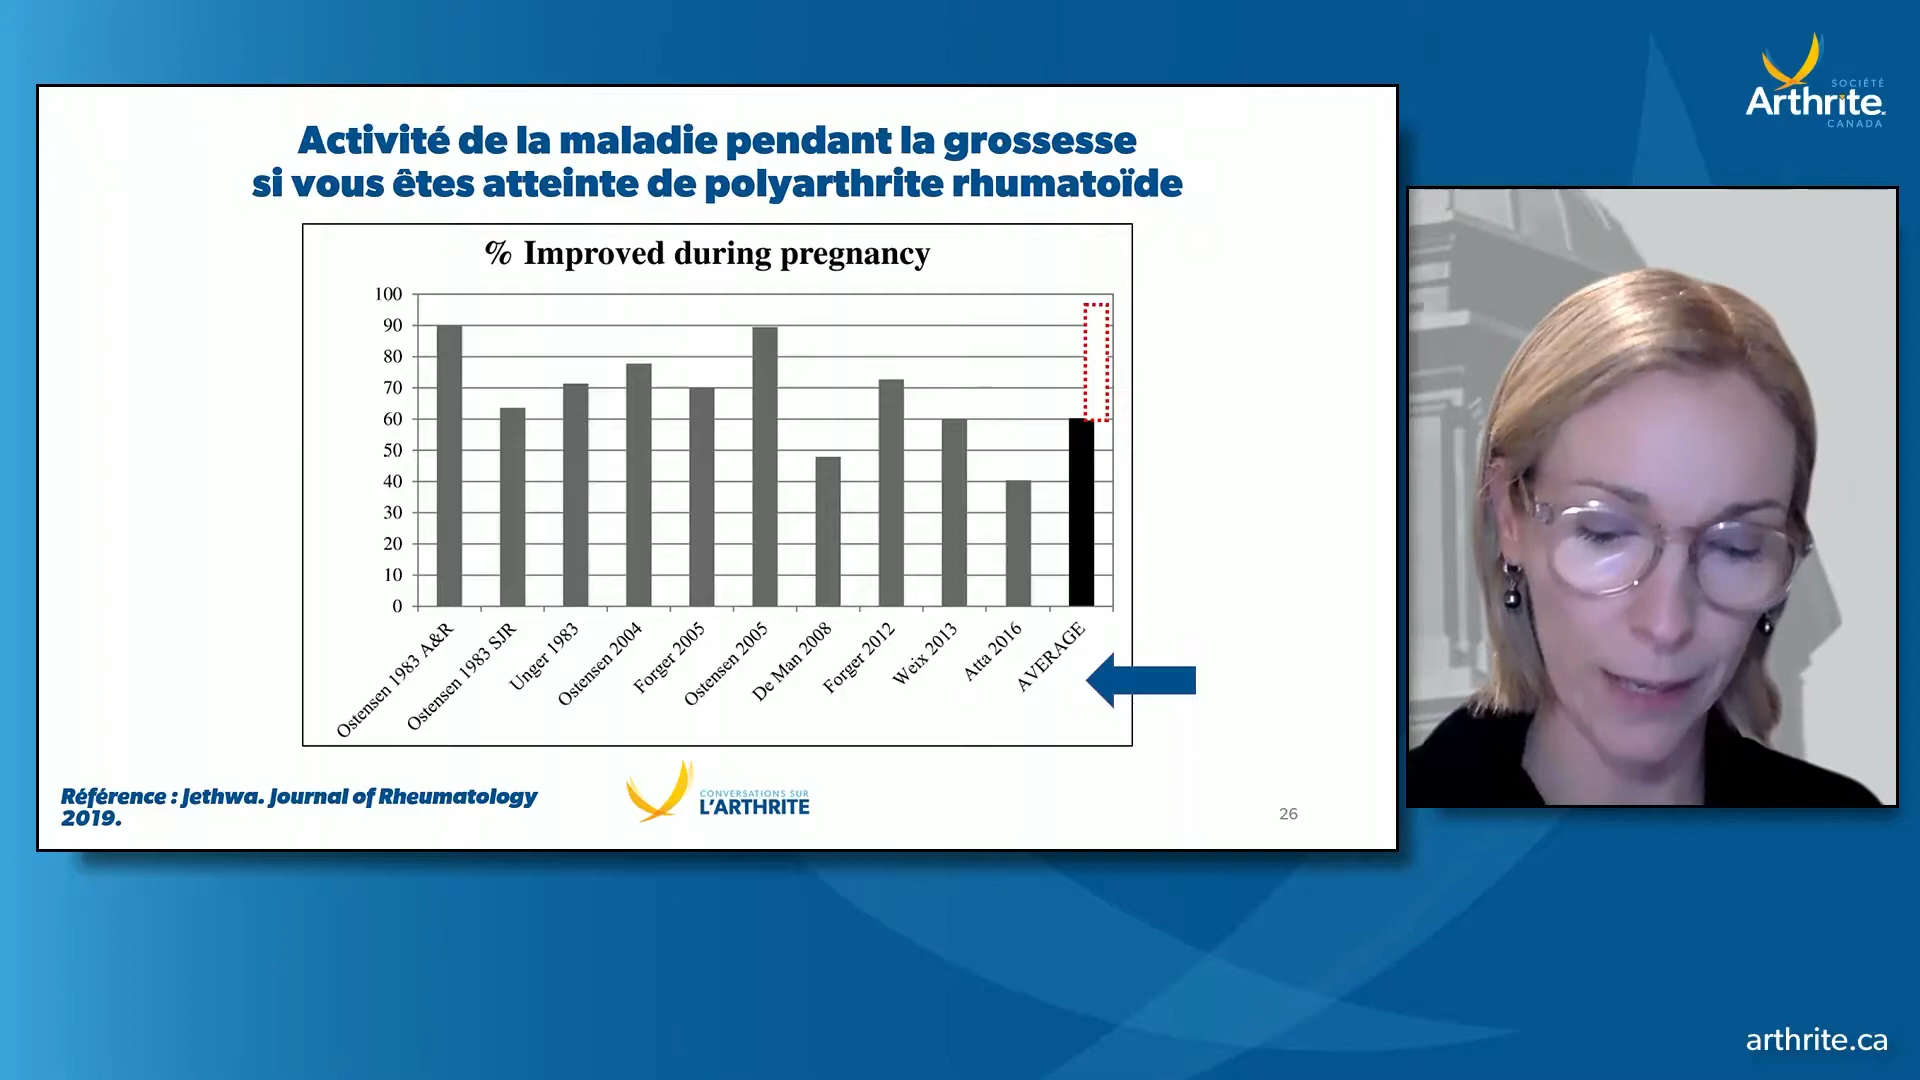 SOCIÉTÉ
Arthrite
CANADA
Activité de la maladie pendant la grossesse
si vous êtes atteinte de polyarthrite rhumatoïde
% Improved during pregnancy
100
90
80
70
60
50
40
30
20
10
0
Ostensen 1983 A&R
Ostensen 1983 SJR
Unger 1983
Ostensen 2004
Forger 2005
Ostensen 2005
De Man 2008
Forger 2012
Weix 2013
Atta 2016
AVERAGE
Référence : Jethwa. Journal of Rheumatology
2019.
CONVERSATIONS SUR
L'ARTHRITE
26
arthrite.ca